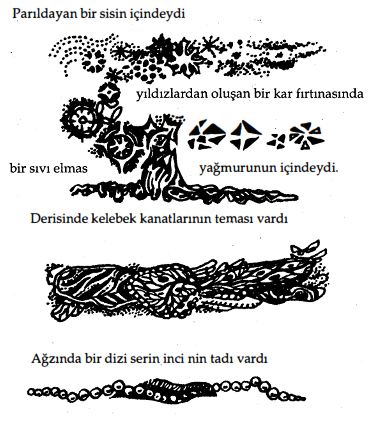 Parıldayan bir sisin içindeydi
yıldızlardan oluşan bir kar fırtınasında
bir sıvı elmas
yağmurunun içindeydi.
Derisinde kelebek kanatlarının teması vardı
Ağzında bir dizi serin inci nin tadı vardı